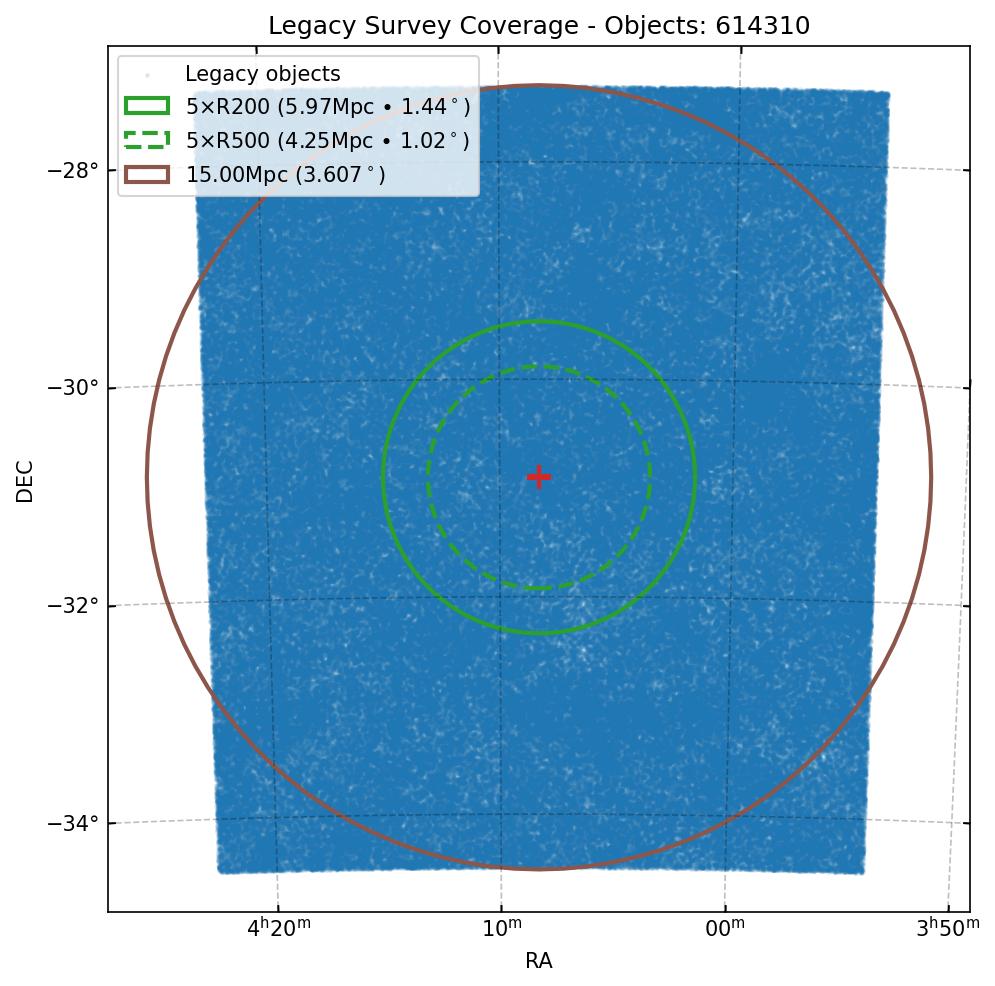 Legacy Survey Coverage - Objects: 614310
Legacy objects
5×R200 (5.97Mpc • 1.44°)
5×R500 (4.25Mpc • 1.02°)
15.00Mpc (3.607°)
−28°
−30°
−32°
−34°
DEC
4ʰ20ᵐ 10ᵐ 00ᵐ 3ʰ50ᵐ
RA